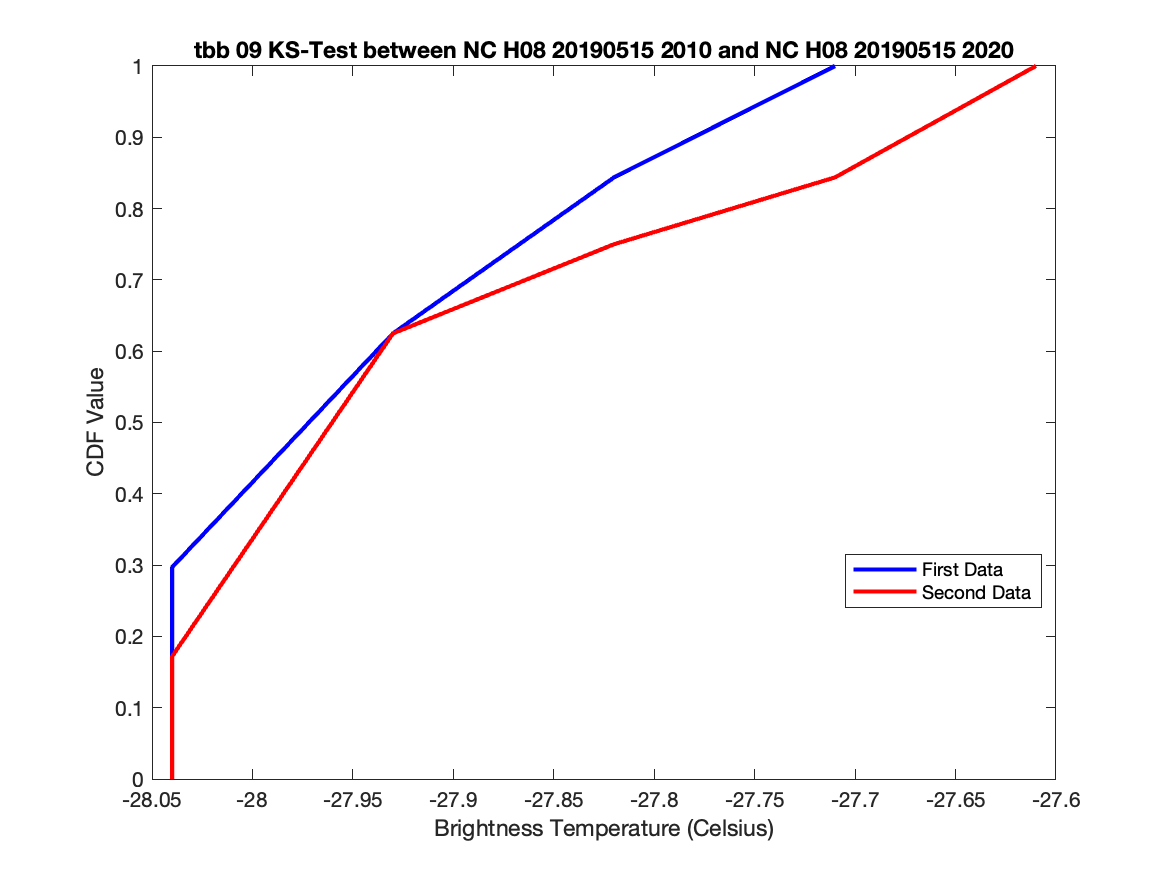 tbb 09 KS-Test between NC H08 20190515 2010 and NC H08 20190515 2020
1
0.9
0.8
0.7
0.6
0.5
0.4
0.3
0.2
0.1
0
CDF Value
First Data
Second Data
-28.05 -28 -27.95 -27.9 -27.85 -27.8 -27.75 -27.7 -27.65 -27.6
Brightness Temperature (Celsius)